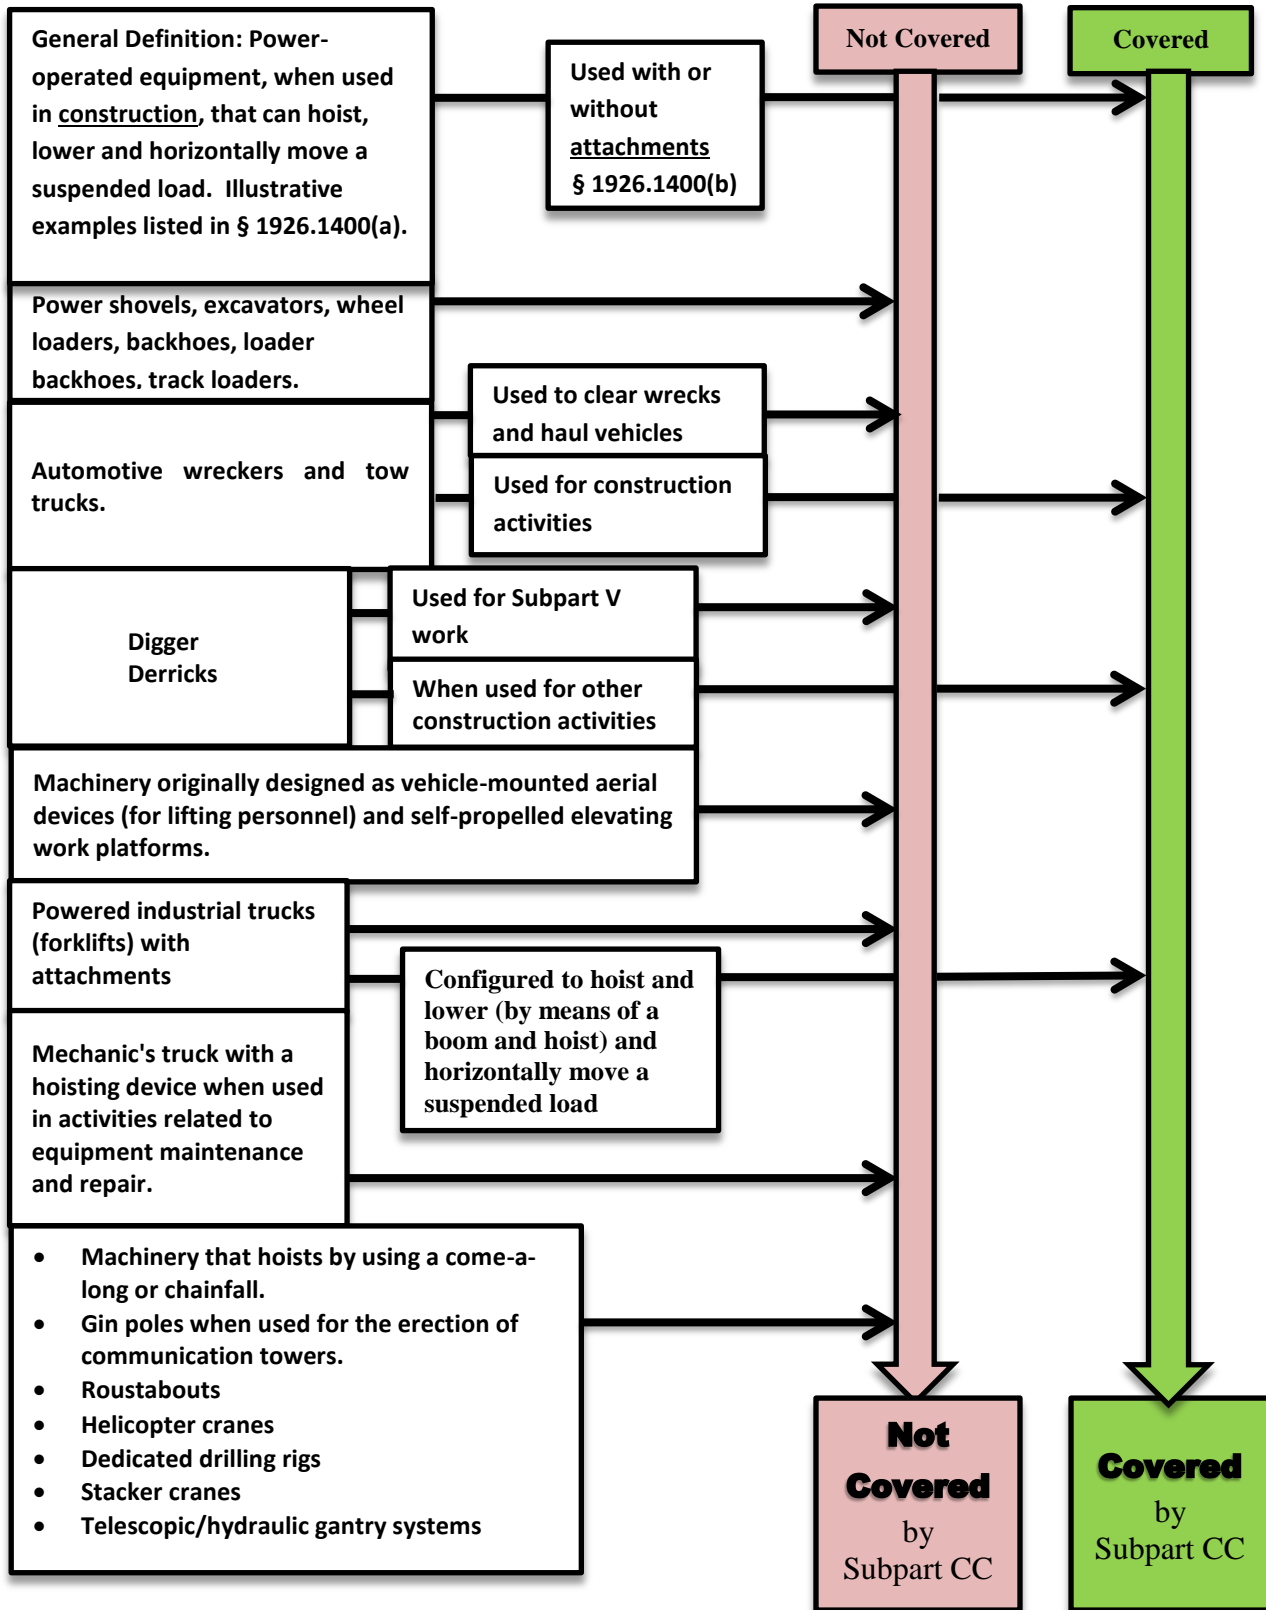 General Definition: Power-
operated equipment, when used
in construction, that can hoist,
lower and horizontally move a
suspended load.  Illustrative
examples listed in § 1926.1400(a).
Used with or
without
attachments
§ 1926.1400(b)
Not Covered
Covered
Power shovels, excavators, wheel
loaders, backhoes, loader
backhoes, track loaders.
Automotive wreckers and tow
trucks.
Used to clear wrecks
and haul vehicles
Used for construction
activities
Digger
Derricks
Used for Subpart V
work
When used for other
construction activities
Machinery originally designed as vehicle-mounted aerial
devices (for lifting personnel) and self-propelled elevating
work platforms.
Powered industrial trucks
(forklifts) with
attachments
Configured to hoist and
lower (by means of a
boom and hoist) and
horizontally move a
suspended load
Mechanic's truck with a
hoisting device when used
in activities related to
equipment maintenance
and repair.
• Machinery that hoists by using a come-a-
long or chainfall.
• Gin poles when used for the erection of
communication towers.
• Roustabouts
• Helicopter cranes
• Dedicated drilling rigs
• Stacker cranes
• Telescopic/hydraulic gantry systems
Not
Covered
by
Subpart CC
Covered
by
Subpart CC